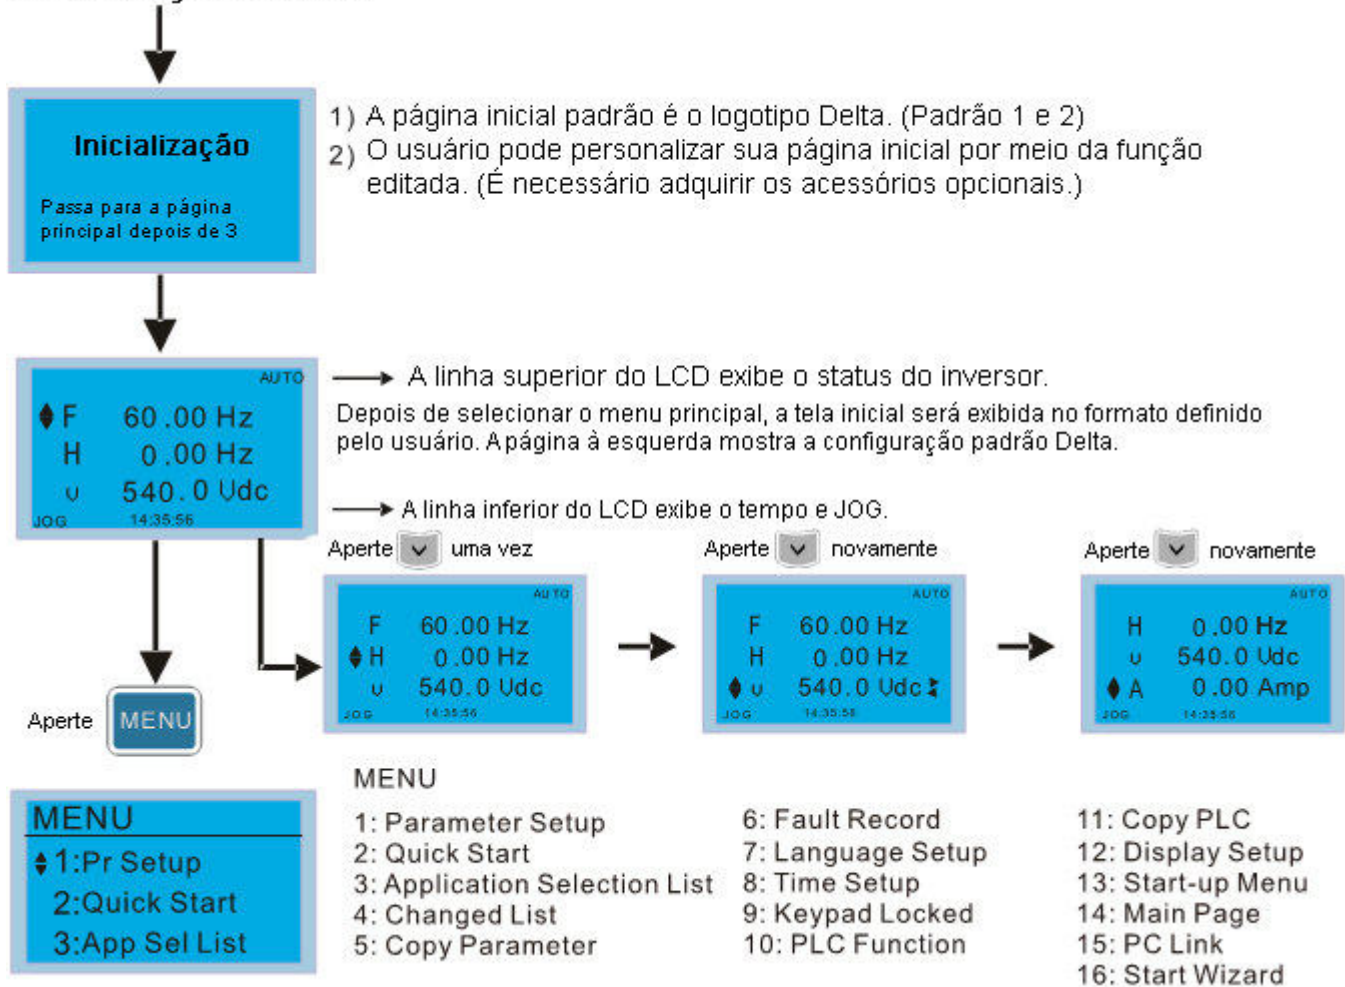 Inicialização
Passa para a página
principal depois de 3
1) A página inicial padrão é o logotipo Delta. (Padrão 1 e 2)
2) O usuário pode personalizar sua página inicial por meio da função
editada. (É necessário adquirir os acessórios opcionais.)
AUTO
F 60.00 Hz
H 0.00 Hz
u 540.0 Vdc
JOG 14:35:56
A linha superior do LCD exibe o status do inversor.
Depois de selecionar o menu principal, a tela inicial será exibida no formato definido
pelo usuário. A página à esquerda mostra a configuração padrão Delta.
A linha inferior do LCD exibe o tempo e JOG.
Aperte uma vez
AUTO
F 60.00 Hz
H 0.00 Hz
u 540.0 Vdc
JOG 14:35:56
Aperte novamente
AUTO
F 60.00 Hz
H 0.00 Hz
u 540.0 Vdc
JOG 14:35:56
Aperte novamente
AUTO
H 0.00 Hz
u 540.0 Vdc
A 0.00 Amp
JOG 14:35:56
Aperte MENU
MENU
1:Pr Setup
2:Quick Start
3:App Sel List
MENU
1: Parameter Setup
2: Quick Start
3: Application Selection List
4: Changed List
5: Copy Parameter
6: Fault Record
7: Language Setup
8: Time Setup
9: Keypad Locked
10: PLC Function
11: Copy PLC
12: Display Setup
13: Start-up Menu
14: Main Page
15: PC Link
16: Start Wizard